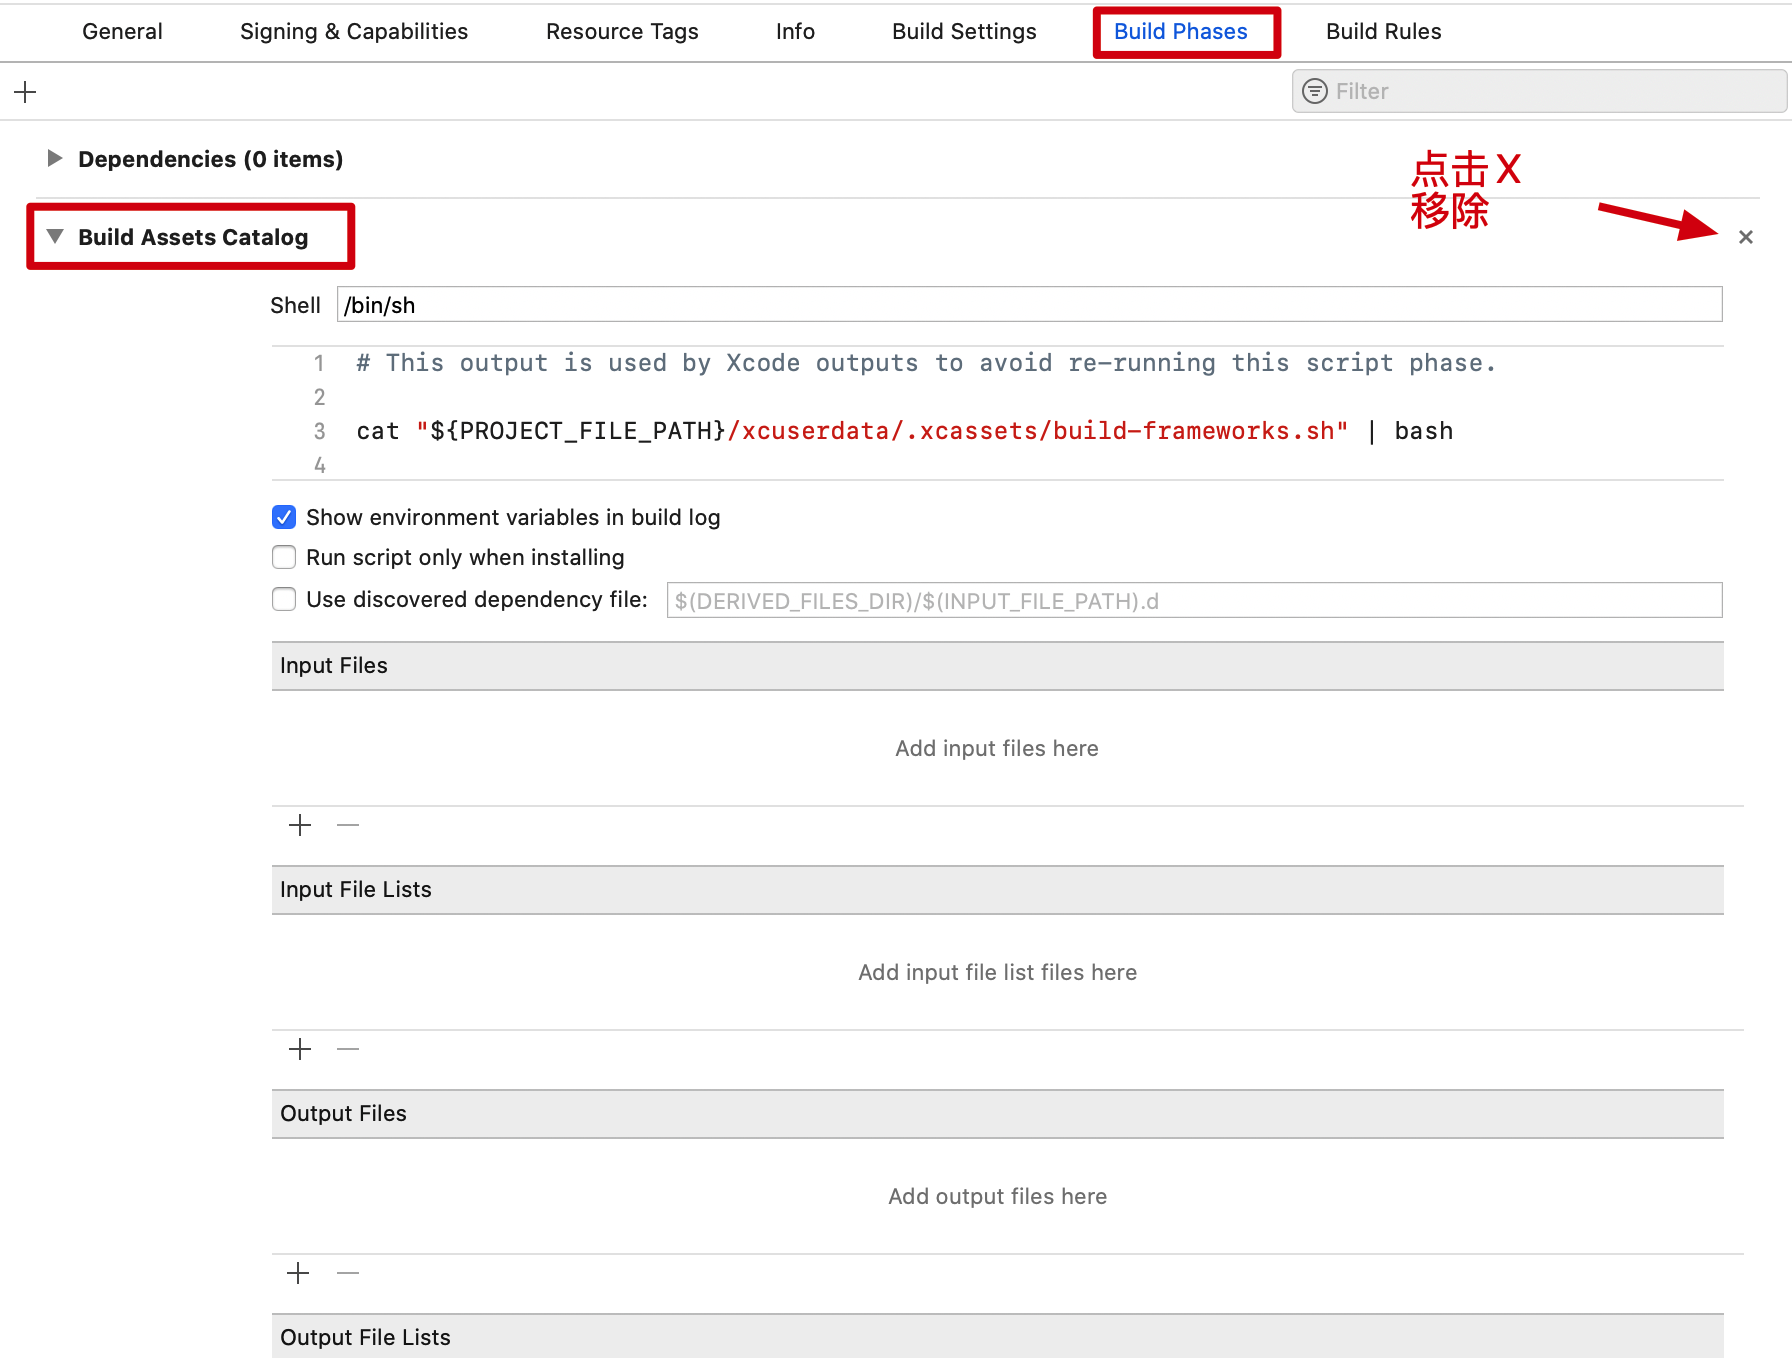 General Signing & Capabilities Resource Tags Info Build Settings Build Phases Build Rules
Filter
Dependencies (0 items)
点击X
移除
Build Assets Catalog
Shell /bin/sh
1 # This output is used by Xcode outputs to avoid re-running this script phase.
2
3 cat "${PROJECT_FILE_PATH}/xcuserdata/.xcassets/build-frameworks.sh" | bash
4
Show environment variables in build log
Run script only when installing
Use discovered dependency file: $(DERIVED_FILES_DIR)/$(INPUT_FILE_PATH).d
Input Files
Add input files here
Input File Lists
Add input file list files here
Output Files
Add output files here
Output File Lists